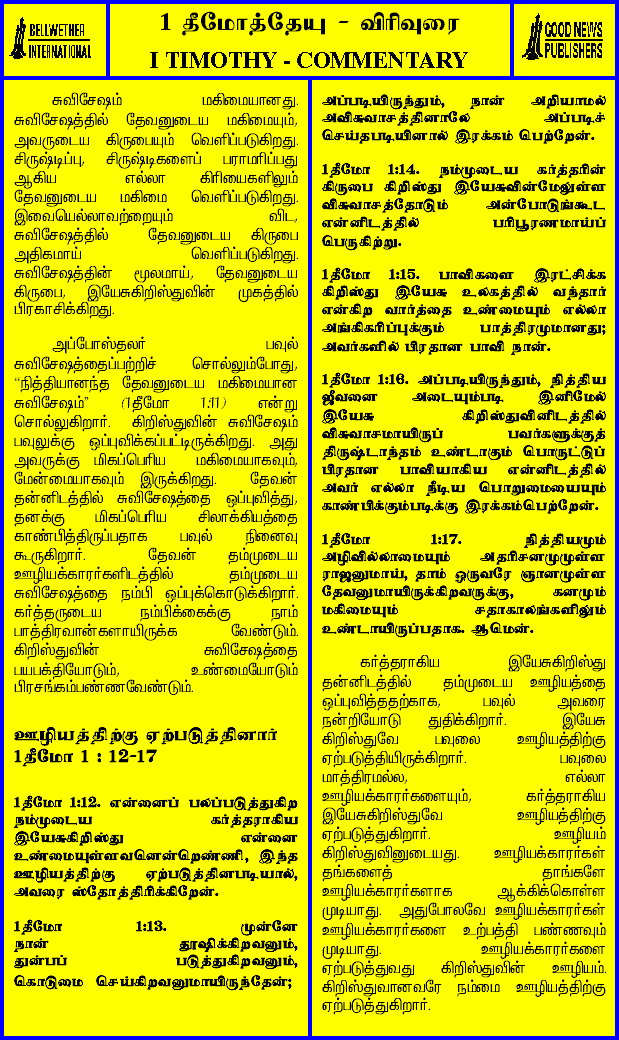 BELLWETHER
INTERNATIONAL
1 தீமோத்தேயு - விரிவுரை
I TIMOTHY - COMMENTARY
GOOD NEWS
PUBLISHERS
சுவிசேஷம் மகிமையானது.
சுவிசேஷத்தில் தேவனுடைய மகிமையும்,
அவருடைய கிருபையும் வெளிப்படுகிறது.
சிருஷ்டிப்பு, சிருஷ்டிகளைப் பராமரிப்பது
ஆகிய எல்லா கிரியைகளிலும்
தேவனுடைய மகிமை வெளிப்படுகிறது.
இவையெல்லாவற்றையும் விட,
சுவிசேஷத்தில் தேவனுடைய கிருபை
அதிகமாய் வெளிப்படுகிறது.
சுவிசேஷத்தின் மூலமாய், தேவனுடைய
கிருபை, இயேசுகிறிஸ்துவின் முகத்தில்
பிரகாசிக்கிறது.
அப்போஸ்தலர் பவுல்
சுவிசேஷத்தைப்பற்றிச் சொல்லும்போது,
“நித்தியானந்த தேவனுடைய மகிமையான
சுவிசேஷம்” (1தீமோ 1:11) என்று
சொல்லுகிறார். கிறிஸ்துவின் சுவிசேஷம்
பவுலுக்கு ஒப்புவிக்கப்பட்டிருக்கிறது. அது
அவருக்கு மிகப்பெரிய மகிமையாகவும்,
மேன்மையாகவும் இருக்கிறது. தேவன்
தன்னிடத்தில் சுவிசேஷத்தை ஒப்புவித்து,
தனக்கு மிகப்பெரிய சிலாக்கியத்தை
காண்பித்திருப்பதாக பவுல் நினைவு
கூருகிறார். தேவன் தம்முடைய
ஊழியக்காரர்களிடத்தில் தம்முடைய
சுவிசேஷத்தை நம்பி ஒப்புக்கொடுக்கிறார்.
கர்த்தருடைய நம்பிக்கைக்கு நாம்
பாத்திரவான்களாயிருக்க வேண்டும்.
கிறிஸ்துவின் சுவிசேஷத்தை
பயபக்தியோடும், உண்மையோடும்
பிரசங்கம்பண்ணவேண்டும்.
ஊழியத்திற்கு ஏற்படுத்தினார்
1தீமோ 1 : 12-17
1தீமோ 1:12. என்னைப் பலப்படுத்துகிற
நம்முடைய கர்த்தராகிய
இயேசுகிறிஸ்து என்னை
உண்மையுள்ளவனென்றெண்ணி, இந்த
ஊழியத்திற்கு ஏற்படுத்தினபடியால்,
அவரை ஸ்தோத்திரிக்கிறேன்.
1தீமோ 1:13. முன்னே
நான் தூஷிக்கிறவனும்,
துன்பப் படுத்துகிறவனும்,
கொடுமை செய்கிறவனுமாயிருந்தேன்;
அப்படியிருந்தும், நான் அறியாமல்
அவிசுவாசத்தினாலே அப்படிச்
செய்தபடியினால் இரக்கம் பெற்றேன்.
1தீமோ 1:14. நம்முடைய கர்த்தரின்
கிருபை கிறிஸ்து இயேசுவின்மேலுள்ள
விசுவாசத்தோடும் அன்போடுங்கூட
என்னிடத்தில் பரிபூரணமாய்ப்
பெருகிற்று.
1தீமோ 1:15. பாவிகளை இரட்சிக்க
கிறிஸ்து இயேசு உலகத்தில் வந்தார்
என்கிற வார்த்தை உண்மையும் எல்லா
அங்கிகரிப்புக்கும் பாத்திரமுமானது;
அவர்களில் பிரதான பாவி நான்.
1தீமோ 1:16. அப்படியிருந்தும், நித்திய
ஜீவனை அடையும்படி இனிமேல்
இயேசு கிறிஸ்துவினிடத்தில்
விசுவாசமாயிருப் பவர்களுக்குத்
திருஷ்டாந்தம் உண்டாகும் பொருட்டுப்
பிரதான பாவியாகிய என்னிடத்தில்
அவர் எல்லா நீடிய பொறுமையையும்
காண்பிக்கும்படிக்கு இரக்கம்பெற்றேன்.
1தீமோ 1:17. நித்தியமும்
அழிவில்லாமையும் அதரிசனமுமுள்ள
ராஜனுமாய், தாம் ஒருவரே ஞானமுள்ள
தேவனுமாயிருக்கிறவருக்கு, கனமும்
மகிமையும் சதாகாலங்களிலும்
உண்டாயிருப்பதாக. ஆமென்.
கர்த்தராகிய இயேசுகிறிஸ்து
தன்னிடத்தில் தம்முடைய ஊழியத்தை
ஒப்புவித்ததற்காக, பவுல் அவரை
நன்றியோடு துதிக்கிறார். இயேசு
கிறிஸ்துவே பவுலை ஊழியத்திற்கு
ஏற்படுத்தியிருக்கிறார். பவுலை
மாத்திரமல்ல, எல்லா
ஊழியக்காரர்களையும், கர்த்தராகிய
இயேசுகிறிஸ்துவே ஊழியத்திற்கு
ஏற்படுத்துகிறார். ஊழியம்
கிறிஸ்துவினுடையது. ஊழியக்காரர்கள்
தங்களைத் தாங்களே
ஊழியக்காரர்களாக ஆக்கிக்கொள்ள
முடியாது. அதுபோலவே ஊழியக்காரர்கள்
ஊழியக்காரர்களை உற்பத்தி பண்ணவும்
முடியாது. ஊழியக்காரர்களை
ஏற்படுத்துவது கிறிஸ்துவின் ஊழியம்.
கிறிஸ்துவானவரே நம்மை ஊழியத்திற்கு
ஏற்படுத்துகிறார்.